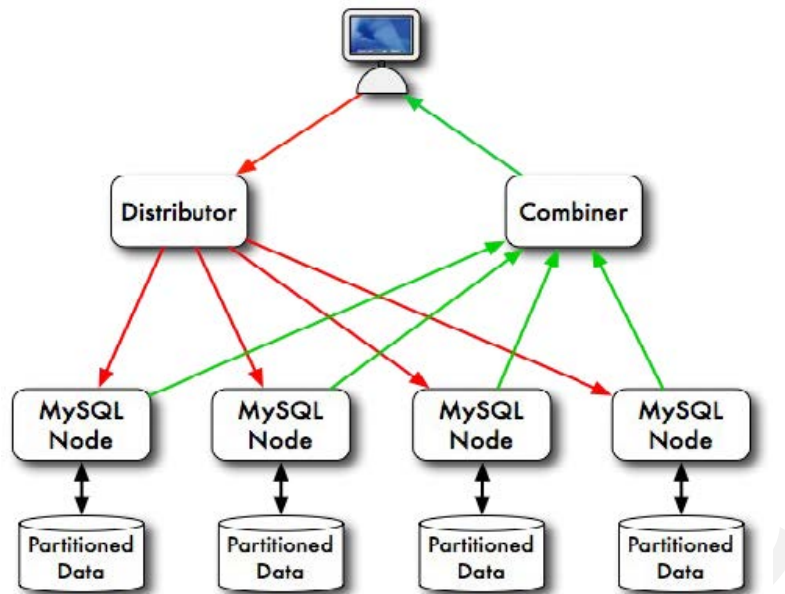 Distributor
Combiner
MySQL
Node
MySQL
Node
MySQL
Node
MySQL
Node
Partitioned
Data
Partitioned
Data
Partitioned
Data
Partitioned
Data